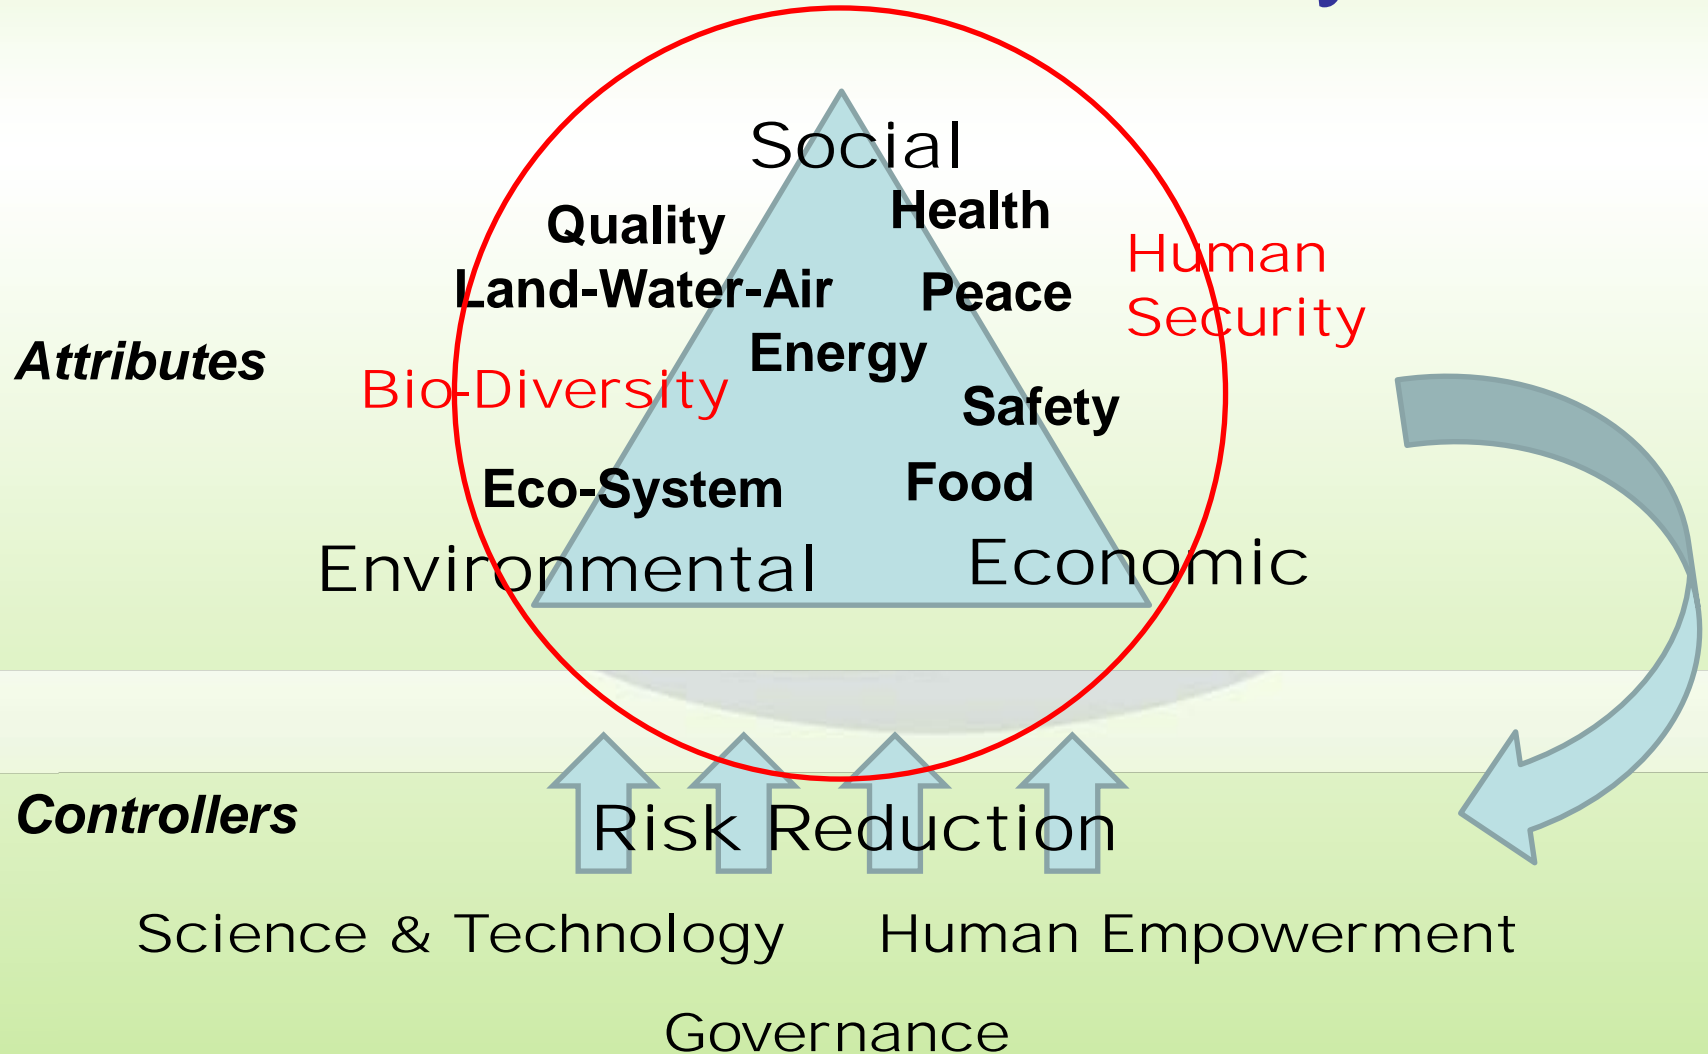 Social
Quality
Health
Land-Water-Air
Peace
Human
Security
Energy
Attributes
Bio-Diversity
Safety
Eco-System
Food
Environmental
Economic
Controllers
Risk Reduction
Science & Technology
Human Empowerment
Governance